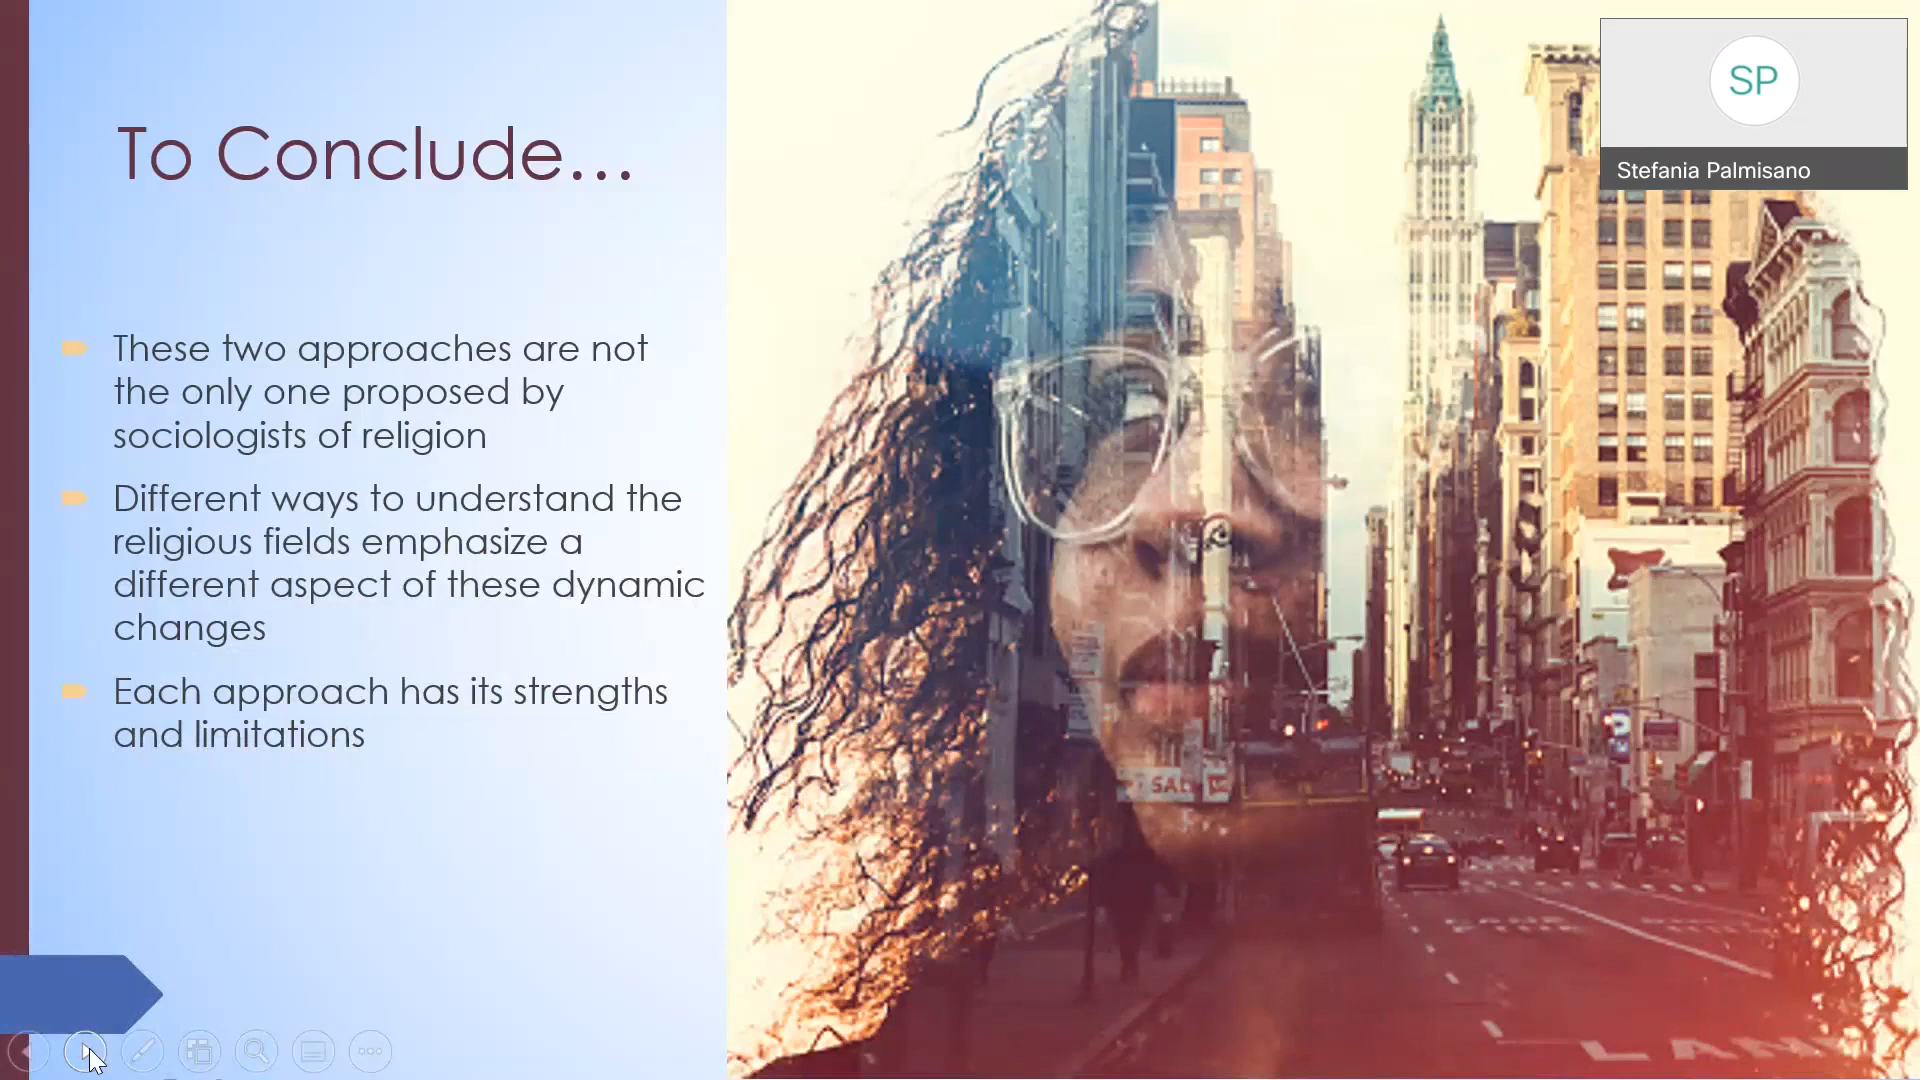 To Conclude...
These two approaches are not
the only one proposed by
sociologists of religion
Different ways to understand the
religious fields emphasize a
different aspect of these dynamic
changes
Each approach has its strengths
and limitations
SP
Stefania Palmisano
SALE
LANE